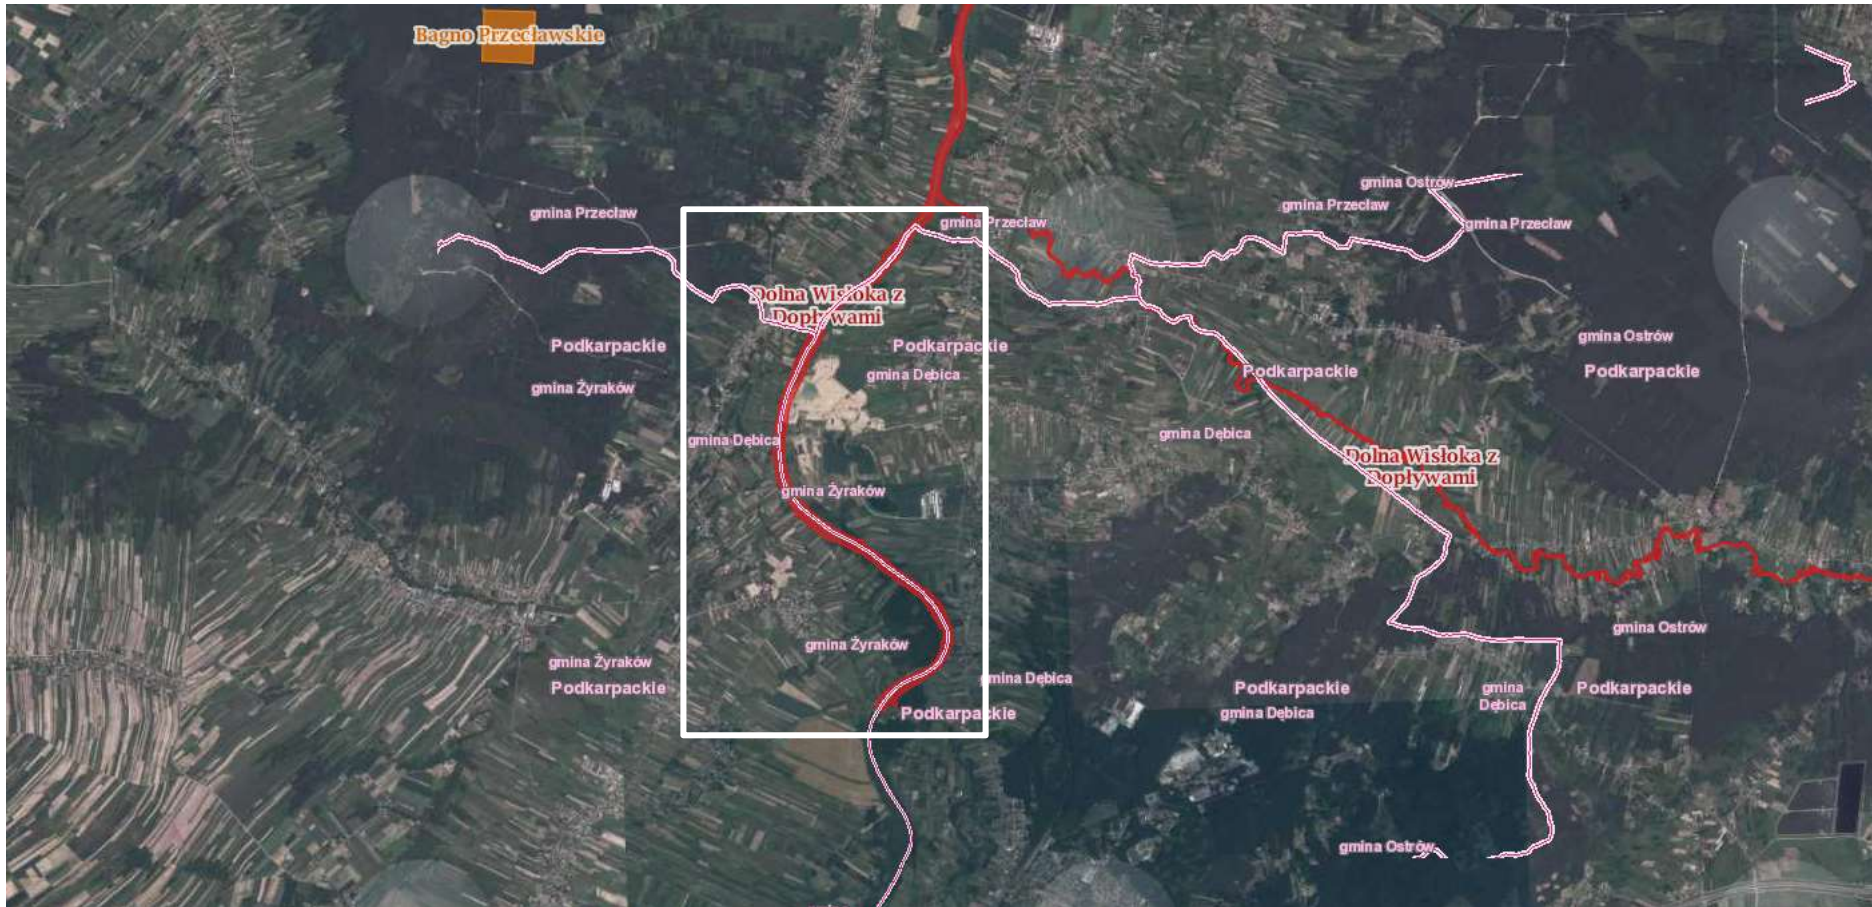 Bagno Przecławskie
gmina Ostrów
gmina Przecław
gmina Przecław
gmina Przecław
gmina Przecław
Dolna Wisłoka z
Dopływami
gmina Ostrów
Podkarpackie
Podkarpackie
gmina Dębica
Podkarpackie
Podkarpackie
gmina Żyraków
gmina Dębica
gmina Dębica
Dolna Wisłoka z
Dopływami
gmina Żyraków
gmina Ostrów
gmina Żyraków
gmina Żyraków
Podkarpackie
gmina Dębica
Podkarpackie
gmina
Dębica
Podkarpackie
Podkarpackie
gmina Dębica
gmina Ostrów